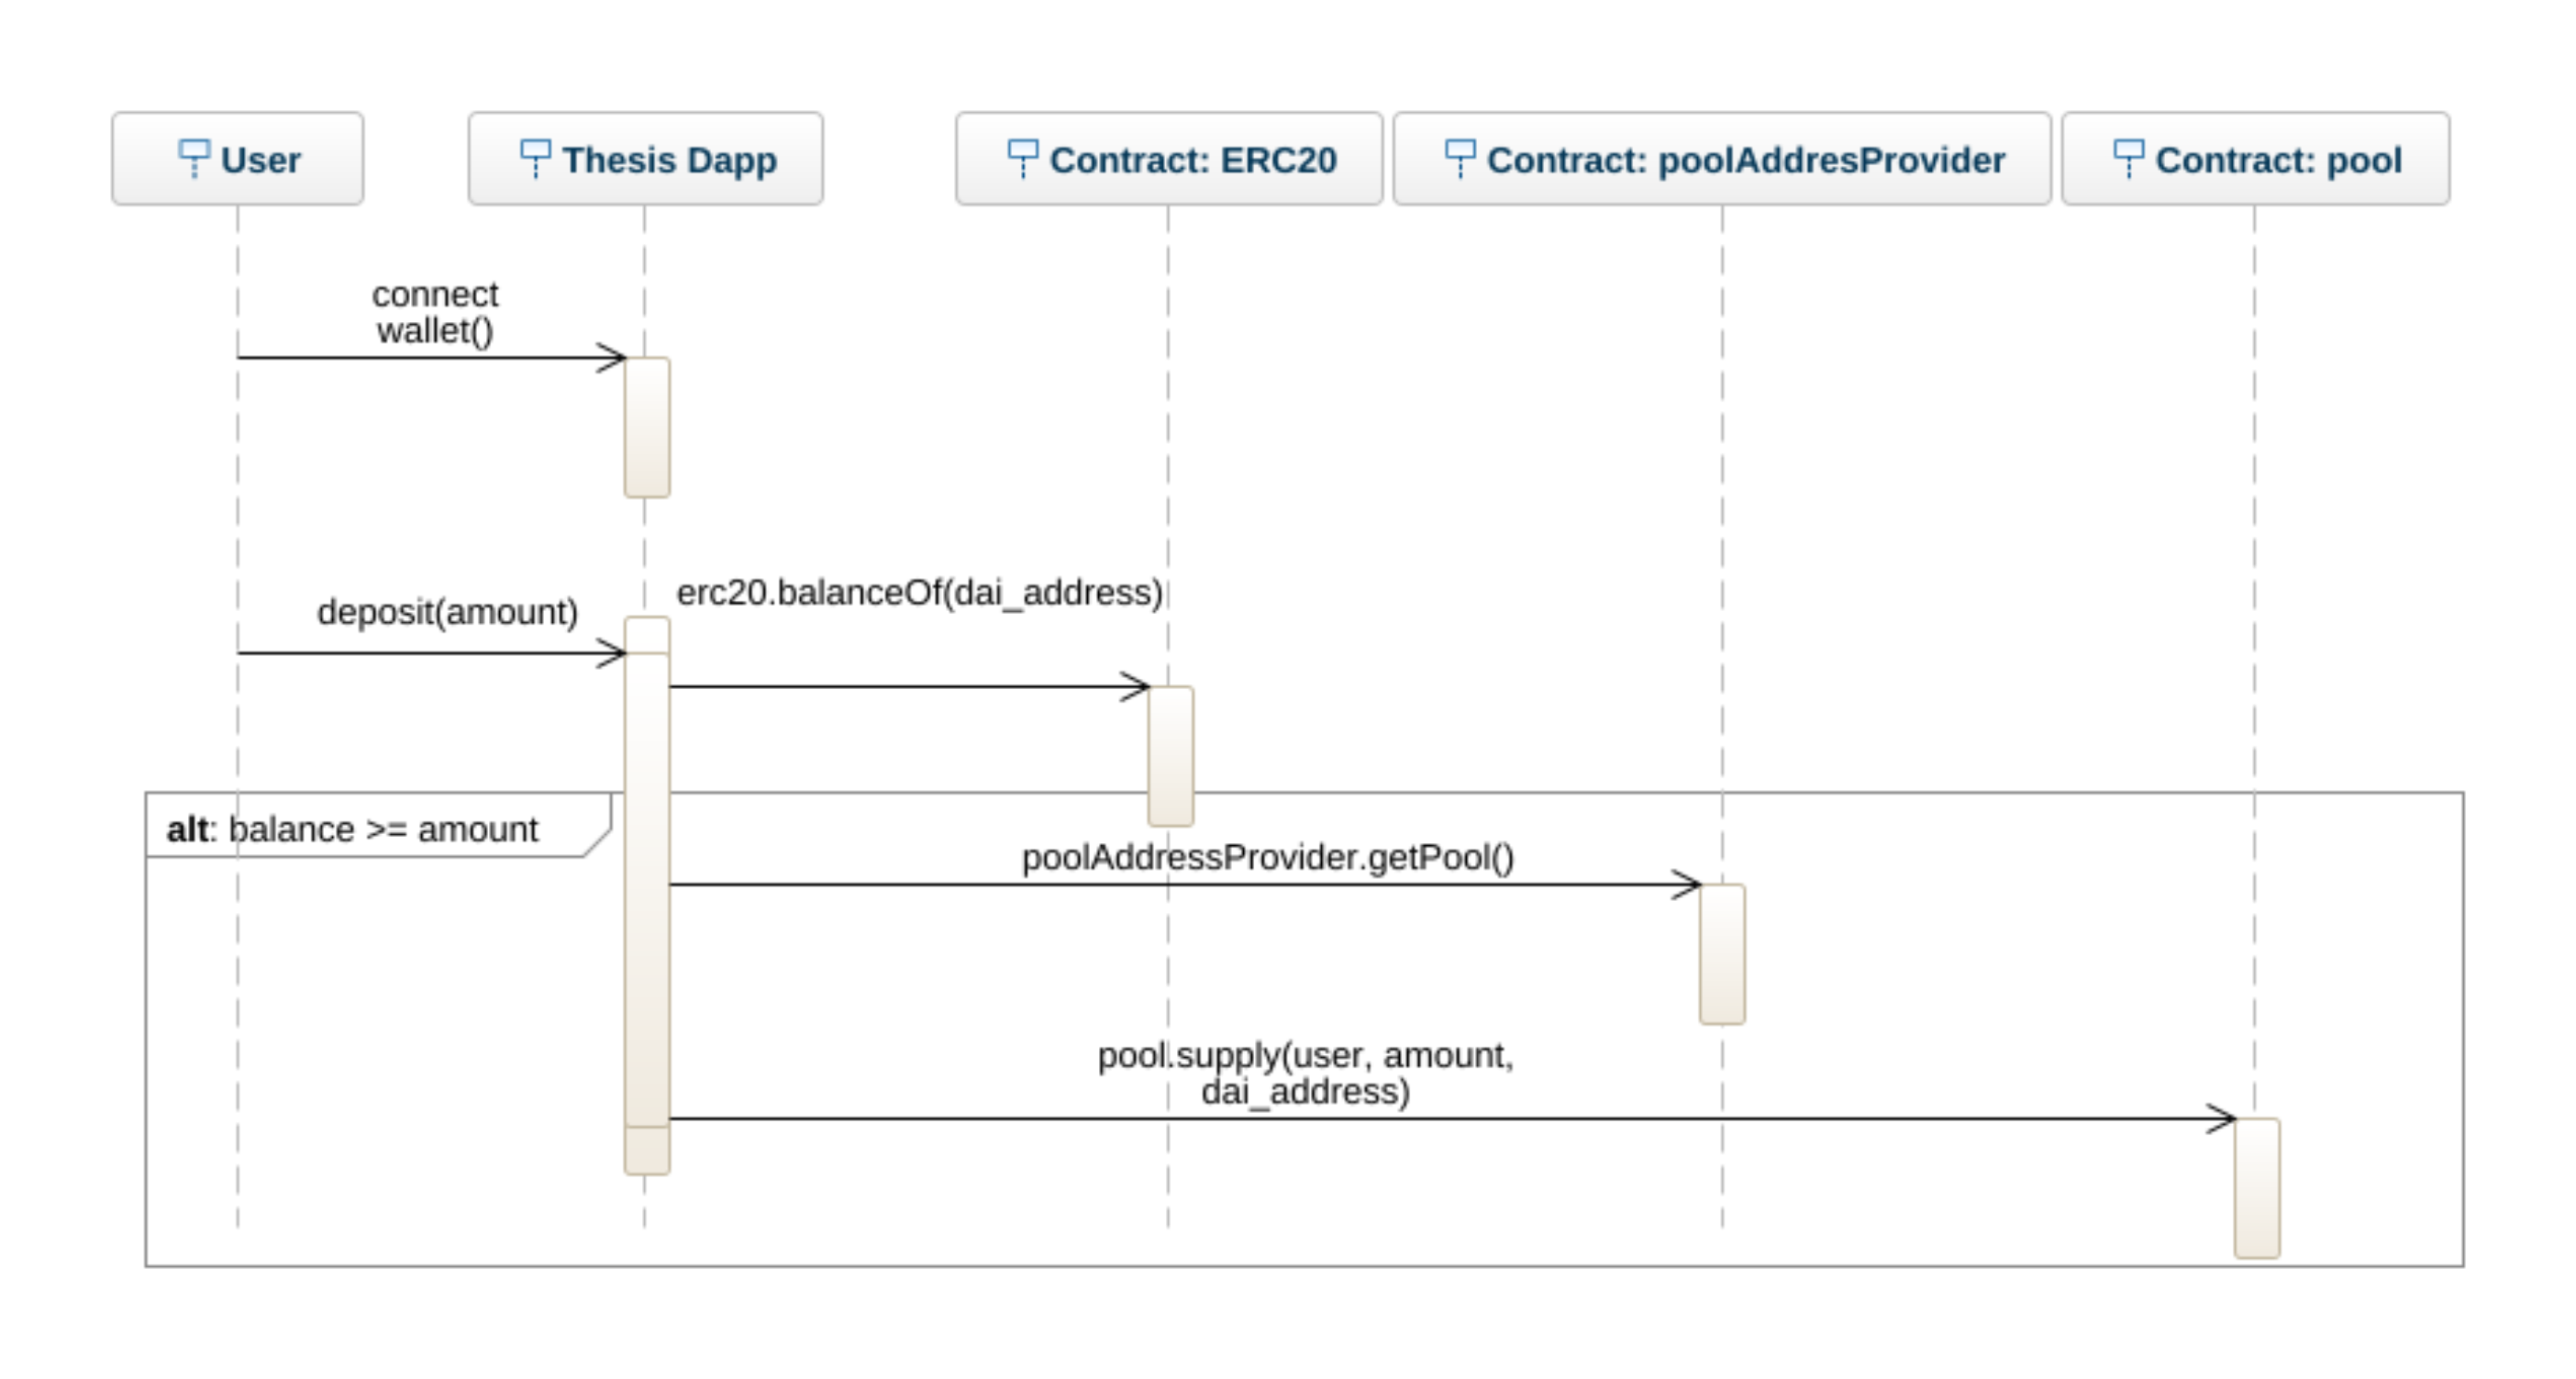 User
Thesis Dapp
Contract: ERC20
Contract: poolAddresProvider
Contract: pool
connect
wallet()
erc20.balanceOf(dai_address)
deposit(amount)
alt: balance >= amount
poolAddressProvider.getPool()
pool.supply(user, amount,
dai_address)